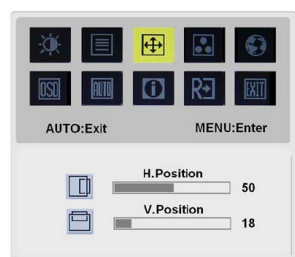 OSD AUTO i R EXIT
AUTO:Exit MENU:Enter
H.Position
50
V.Position
18